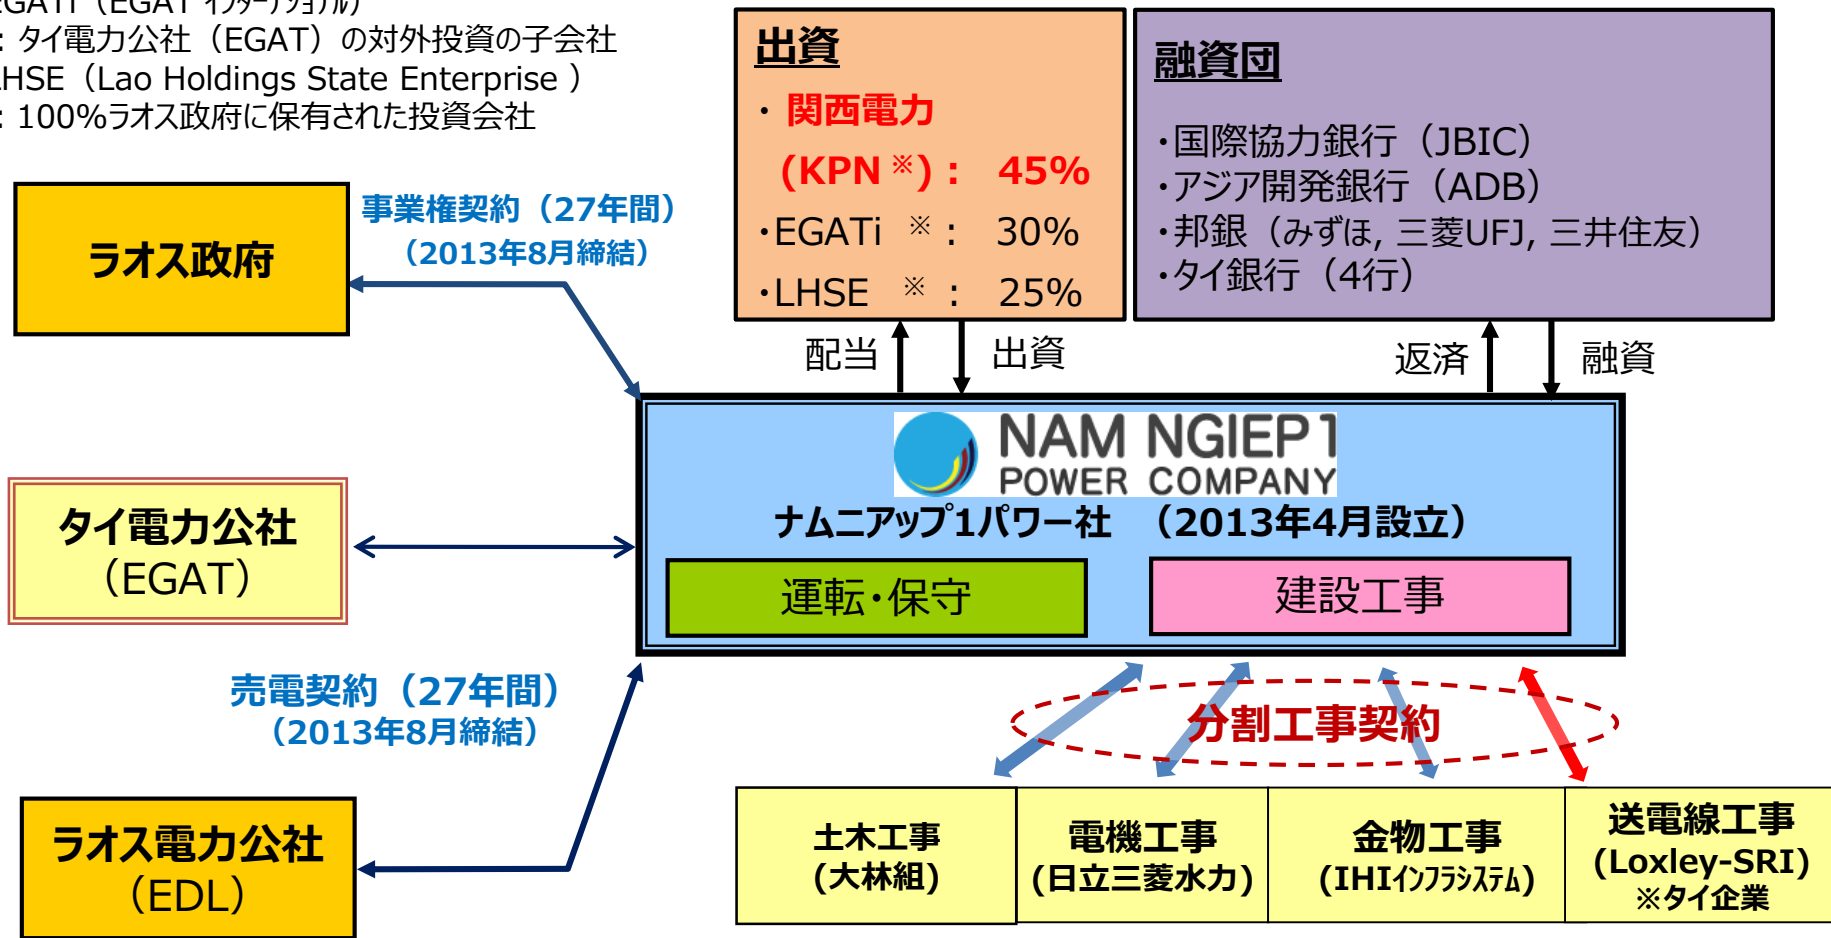 EGATi（EGAT インターナショナル）
：タイ電力公社（EGAT）の対外投資の子会社
LHSE（Lao Holdings State Enterprise ）
：100%ラオス政府に保有された投資会社
出資
・関西電力
(KPN ※)： 45%
・EGATi ※： 30%
・LHSE ※： 25%
融資団
・国際協力銀行（JBIC）
・アジア開発銀行（ADB）
・邦銀（みずほ, 三菱UFJ, 三井住友）
・タイ銀行（4行）
ラオス政府
事業権契約（27年間）
（2013年8月締結）
配当
出資
返済
融資
NAM NGIEP1
POWER COMPANY
ナムニアップ1パワー社 （2013年4月設立）
運転・保守
建設工事
タイ電力公社
（EGAT）
売電契約（27年間）
（2013年8月締結）
ラオス電力公社
（EDL）
分割工事契約
土木工事
(大林組)
電機工事
(日立三菱水力)
金物工事
(IHIインフラシステム)
送電線工事
(Loxley-SRI)
※タイ企業